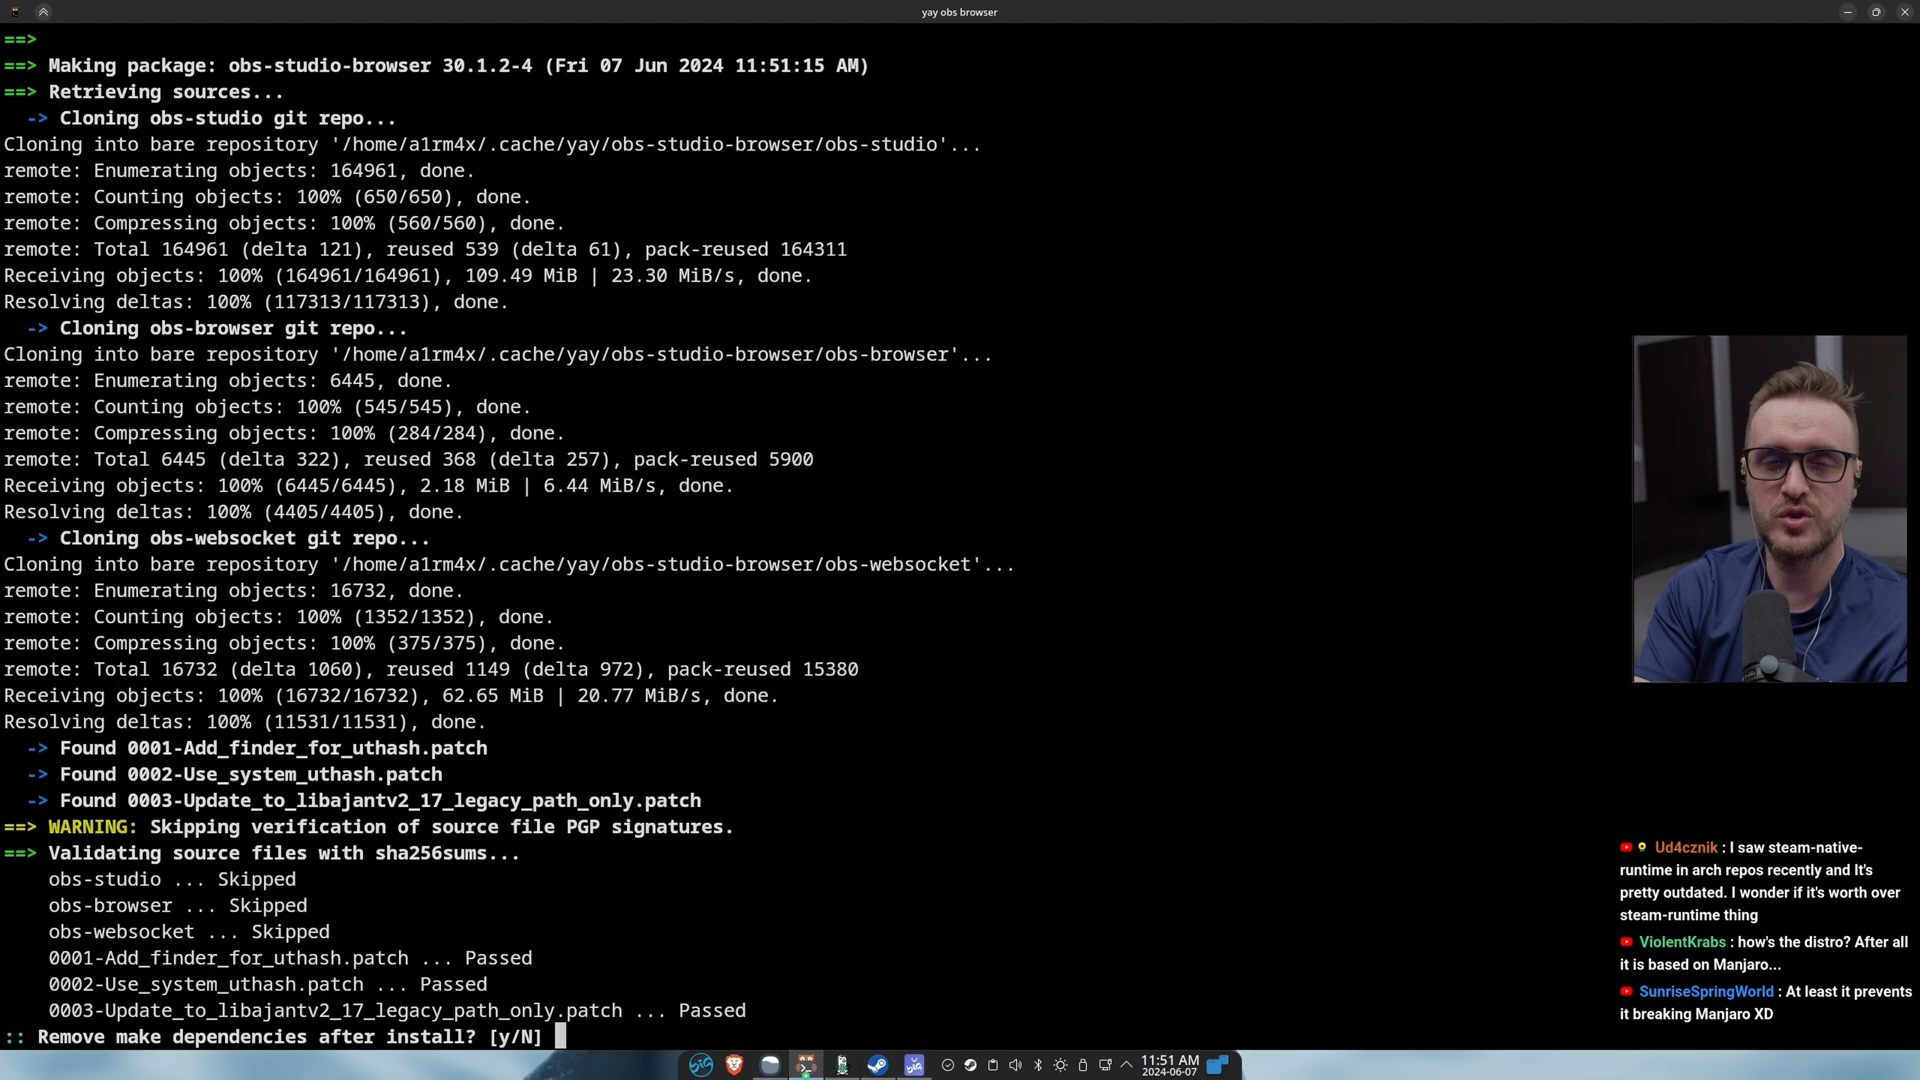 yay obs browser
==>
==> Making package: obs-studio-browser 30.1.2-4 (Fri 07 Jun 2024 11:51:15 AM)
==> Retrieving sources...
-> Cloning obs-studio git repo...
Cloning into bare repository '/home/a1rm4x/.cache/yay/obs-studio-browser/obs-studio'...
remote: Enumerating objects: 164961, done.
remote: Counting objects: 100% (650/650), done.
remote: Compressing objects: 100% (560/560), done.
remote: Total 164961 (delta 121), reused 539 (delta 61), pack-reused 164311
Receiving objects: 100% (164961/164961), 109.49 MiB | 23.30 MiB/s, done.
Resolving deltas: 100% (117313/117313), done.
-> Cloning obs-browser git repo...
Cloning into bare repository '/home/a1rm4x/.cache/yay/obs-studio-browser/obs-browser'...
remote: Enumerating objects: 6445, done.
remote: Counting objects: 100% (545/545), done.
remote: Compressing objects: 100% (284/284), done.
remote: Total 6445 (delta 322), reused 368 (delta 257), pack-reused 5900
Receiving objects: 100% (6445/6445), 2.18 MiB | 6.44 MiB/s, done.
Resolving deltas: 100% (4405/4405), done.
-> Cloning obs-websocket git repo...
Cloning into bare repository '/home/a1rm4x/.cache/yay/obs-studio-browser/obs-websocket'...
remote: Enumerating objects: 16732, done.
remote: Counting objects: 100% (1352/1352), done.
remote: Compressing objects: 100% (375/375), done.
remote: Total 16732 (delta 1060), reused 1149 (delta 972), pack-reused 15380
Receiving objects: 100% (16732/16732), 62.65 MiB | 20.77 MiB/s, done.
Resolving deltas: 100% (11531/11531), done.
-> Found 0001-Add_finder_for_uthash.patch
-> Found 0002-Use_system_uthash.patch
-> Found 0003-Update_to_libajantv2_17_legacy_path_only.patch
==> WARNING: Skipping verification of source file PGP signatures.
==> Validating source files with sha256sums...
obs-studio ... Skipped
obs-browser ... Skipped
obs-websocket ... Skipped
0001-Add_finder_for_uthash.patch ... Passed
0002-Use_system_uthash.patch ... Passed
0003-Update_to_libajantv2_17_legacy_path_only.patch ... Passed
:: Remove make dependencies after install? [y/N]
Ud4cznik : I saw steam-native-
runtime in arch repos recently and It's
pretty outdated. I wonder if it's worth over
steam-runtime thing
ViolentKrabs : how's the distro? After all
it is based on Manjaro...
SunriseSpringWorld : At least it prevents
it breaking Manjaro XD
11:51 AM
2024-06-07